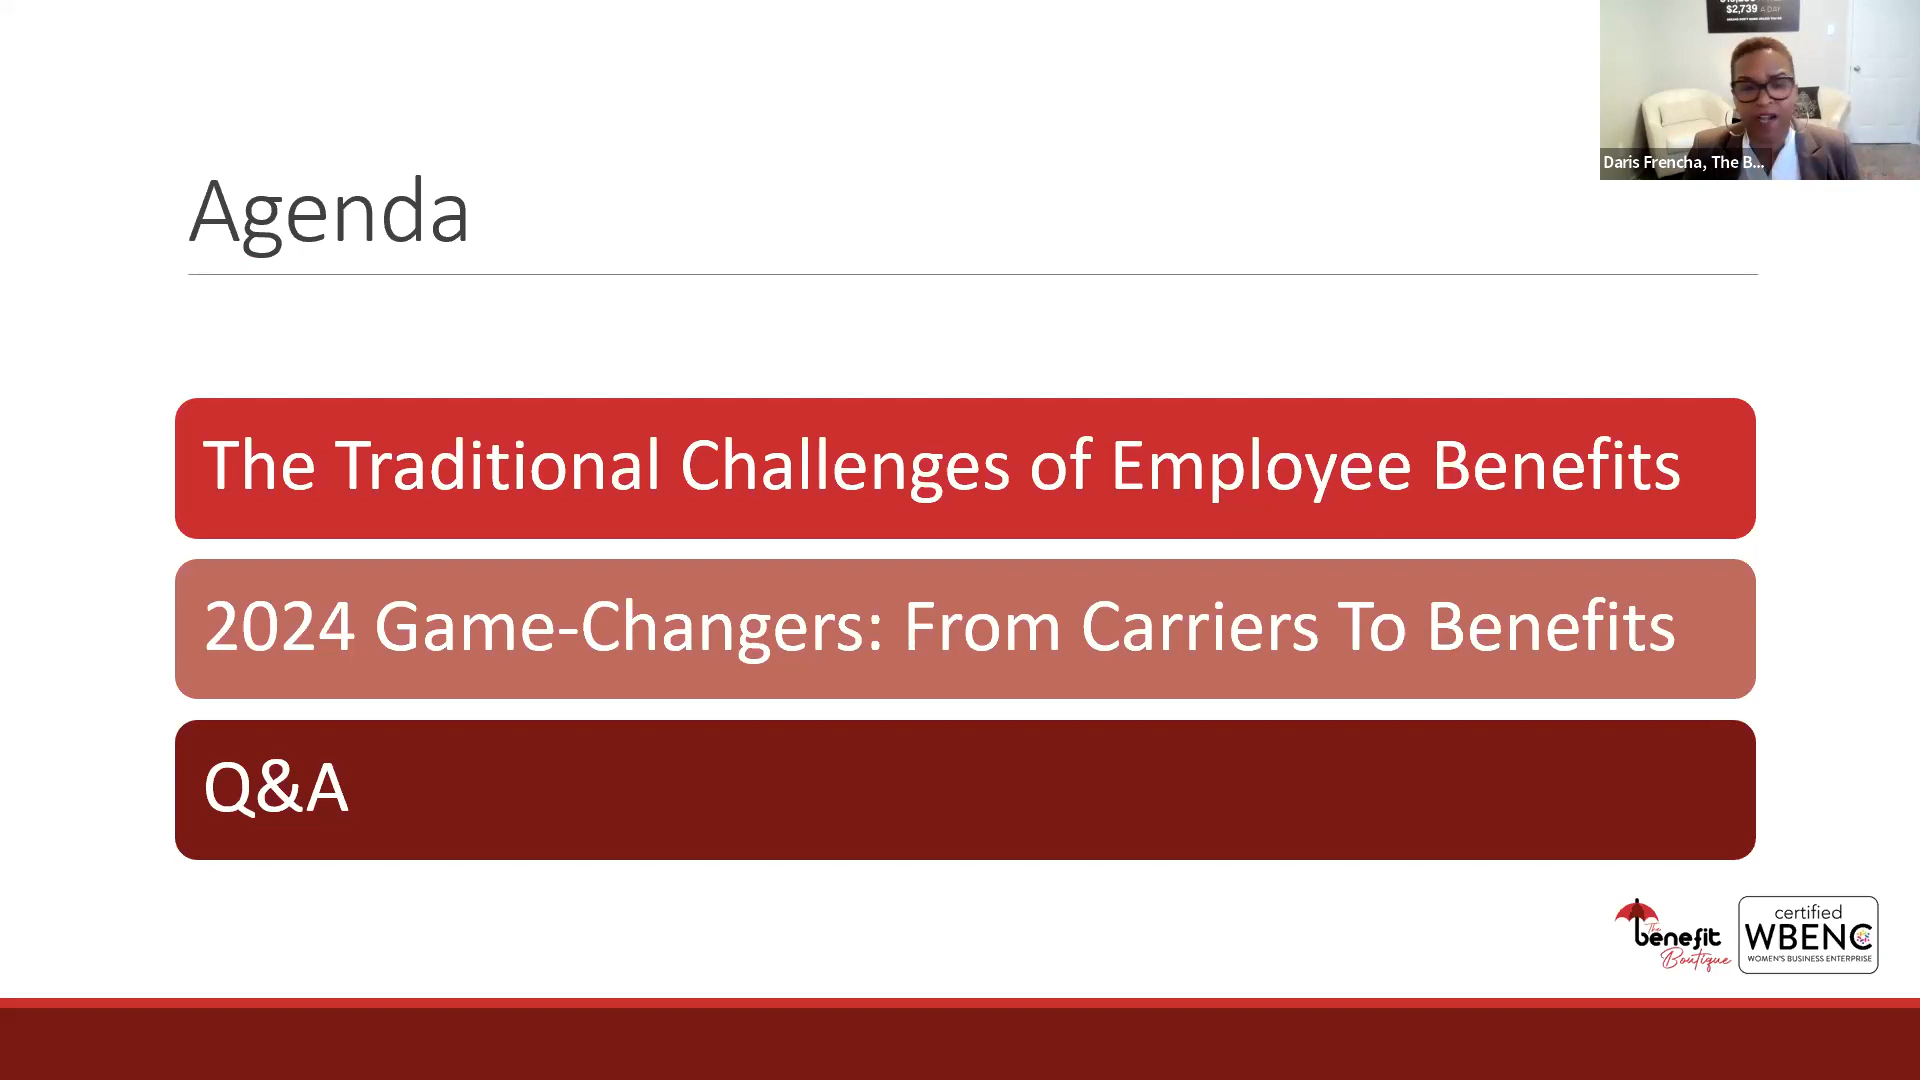 $2,739 A DAY
Daris Frencha, The B...
Agenda
The Traditional Challenges of Employee Benefits
2024 Game-Changers: From Carriers To Benefits
Q&A
The
benefit
Boutique
certified
WBENC
WOMEN'S BUSINESS ENTERPRISE